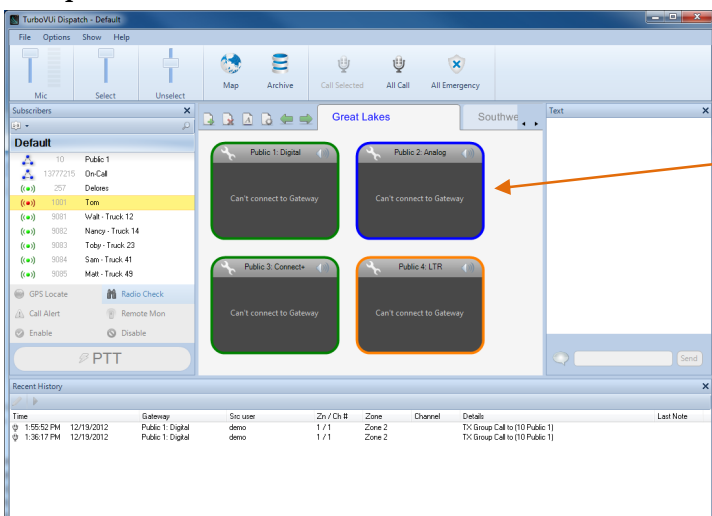 TurboVUi Dispatch - Default
File Options Show Help
Mic Select Unselect Map Archive Call Selected All Call All Emergency
Subscribers
Default
10 Public 1
13777215 On-Call
257 Delores
1001 Tom
9081 Walt - Truck 12
9082 Nancy - Truck 14
9083 Toby - Truck 23
9084 Sam - Truck 41
9085 Matt - Truck 49
GPS Locate Radio Check
Call Alert Remote Mon
Enable Disable
PTT
Great Lakes Southwe
Public 1: Digital
Can't connect to Gateway
Public 2: Analog
Can't connect to Gateway
Public 3: Connect+
Can't connect to Gateway
Public 4: LTR
Can't connect to Gateway
Text
Send
Recent History
Time Gateway Src user Zn / Ch # Zone Channel Details Last Note
1:55:52 PM 12/19/2012 Public 1: Digital demo 1 / 1 Zone 2 TX Group Call to (10 Public 1)
1:36:17 PM 12/19/2012 Public 1: Digital demo 1 / 1 Zone 2 TX Group Call to (10 Public 1)